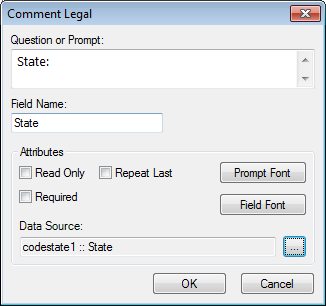 Comment Legal
Question or Prompt:
State:
Field Name:
State
Attributes
Read Only
Repeat Last
Prompt Font
Required
Field Font
Data Source:
codestate1 :: State
...
OK
Cancel